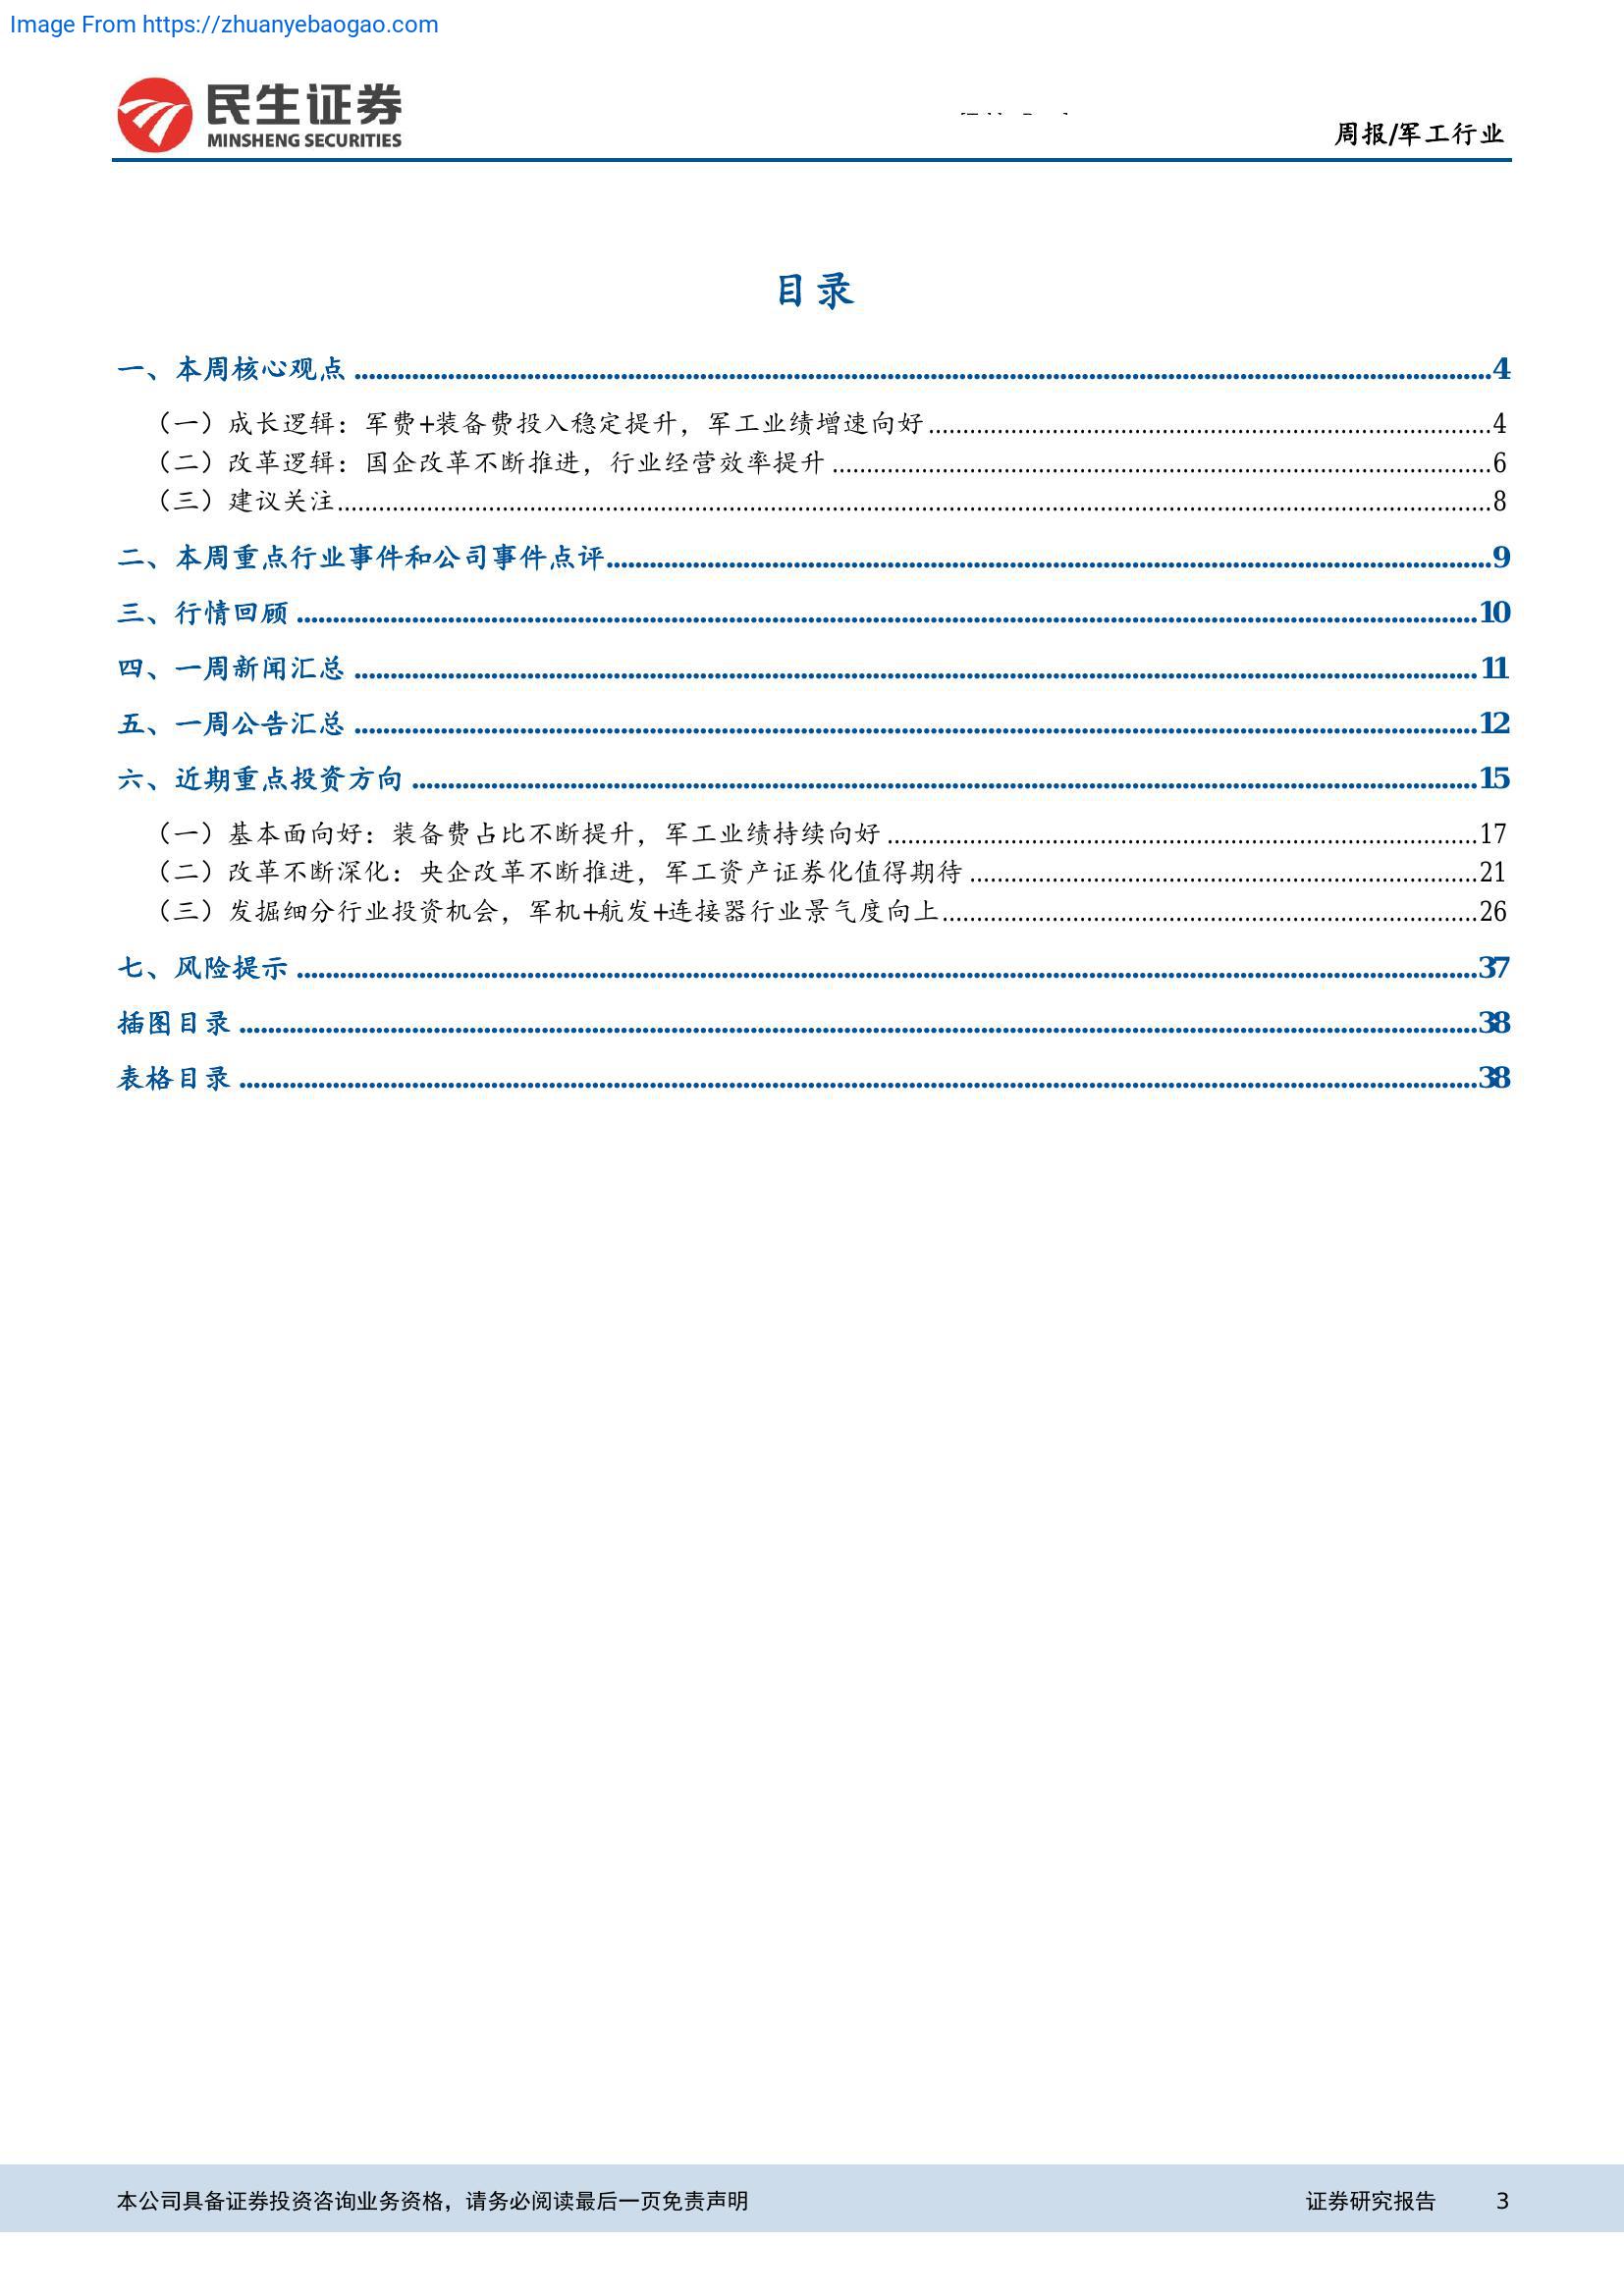 Image From https://zhuanyebaogao.com
民生证券
MINSHENG SECURITIES
周报/军工行业
目录
一、本周核心观点 4
（一）成长逻辑：军费+装备费投入稳定提升，军工业绩增速向好 4
（二）改革逻辑：国企改革不断推进，行业经营效率提升 6
（三）建议关注 8
二、本周重点行业事件和公司事件点评 9
三、行情回顾 10
四、一周新闻汇总 11
五、一周公告汇总 12
六、近期重点投资方向 15
（一）基本面向好：装备费占比不断提升，军工业绩持续向好 17
（二）改革不断深化：央企改革不断推进，军工资产证券化值得期待 21
（三）发掘细分行业投资机会，军机+航发+连接器行业景气度向上 26
七、风险提示 37
插图目录 38
表格目录 38
本公司具备证券投资咨询业务资格，请务必阅读最后一页免责声明 证券研究报告 3